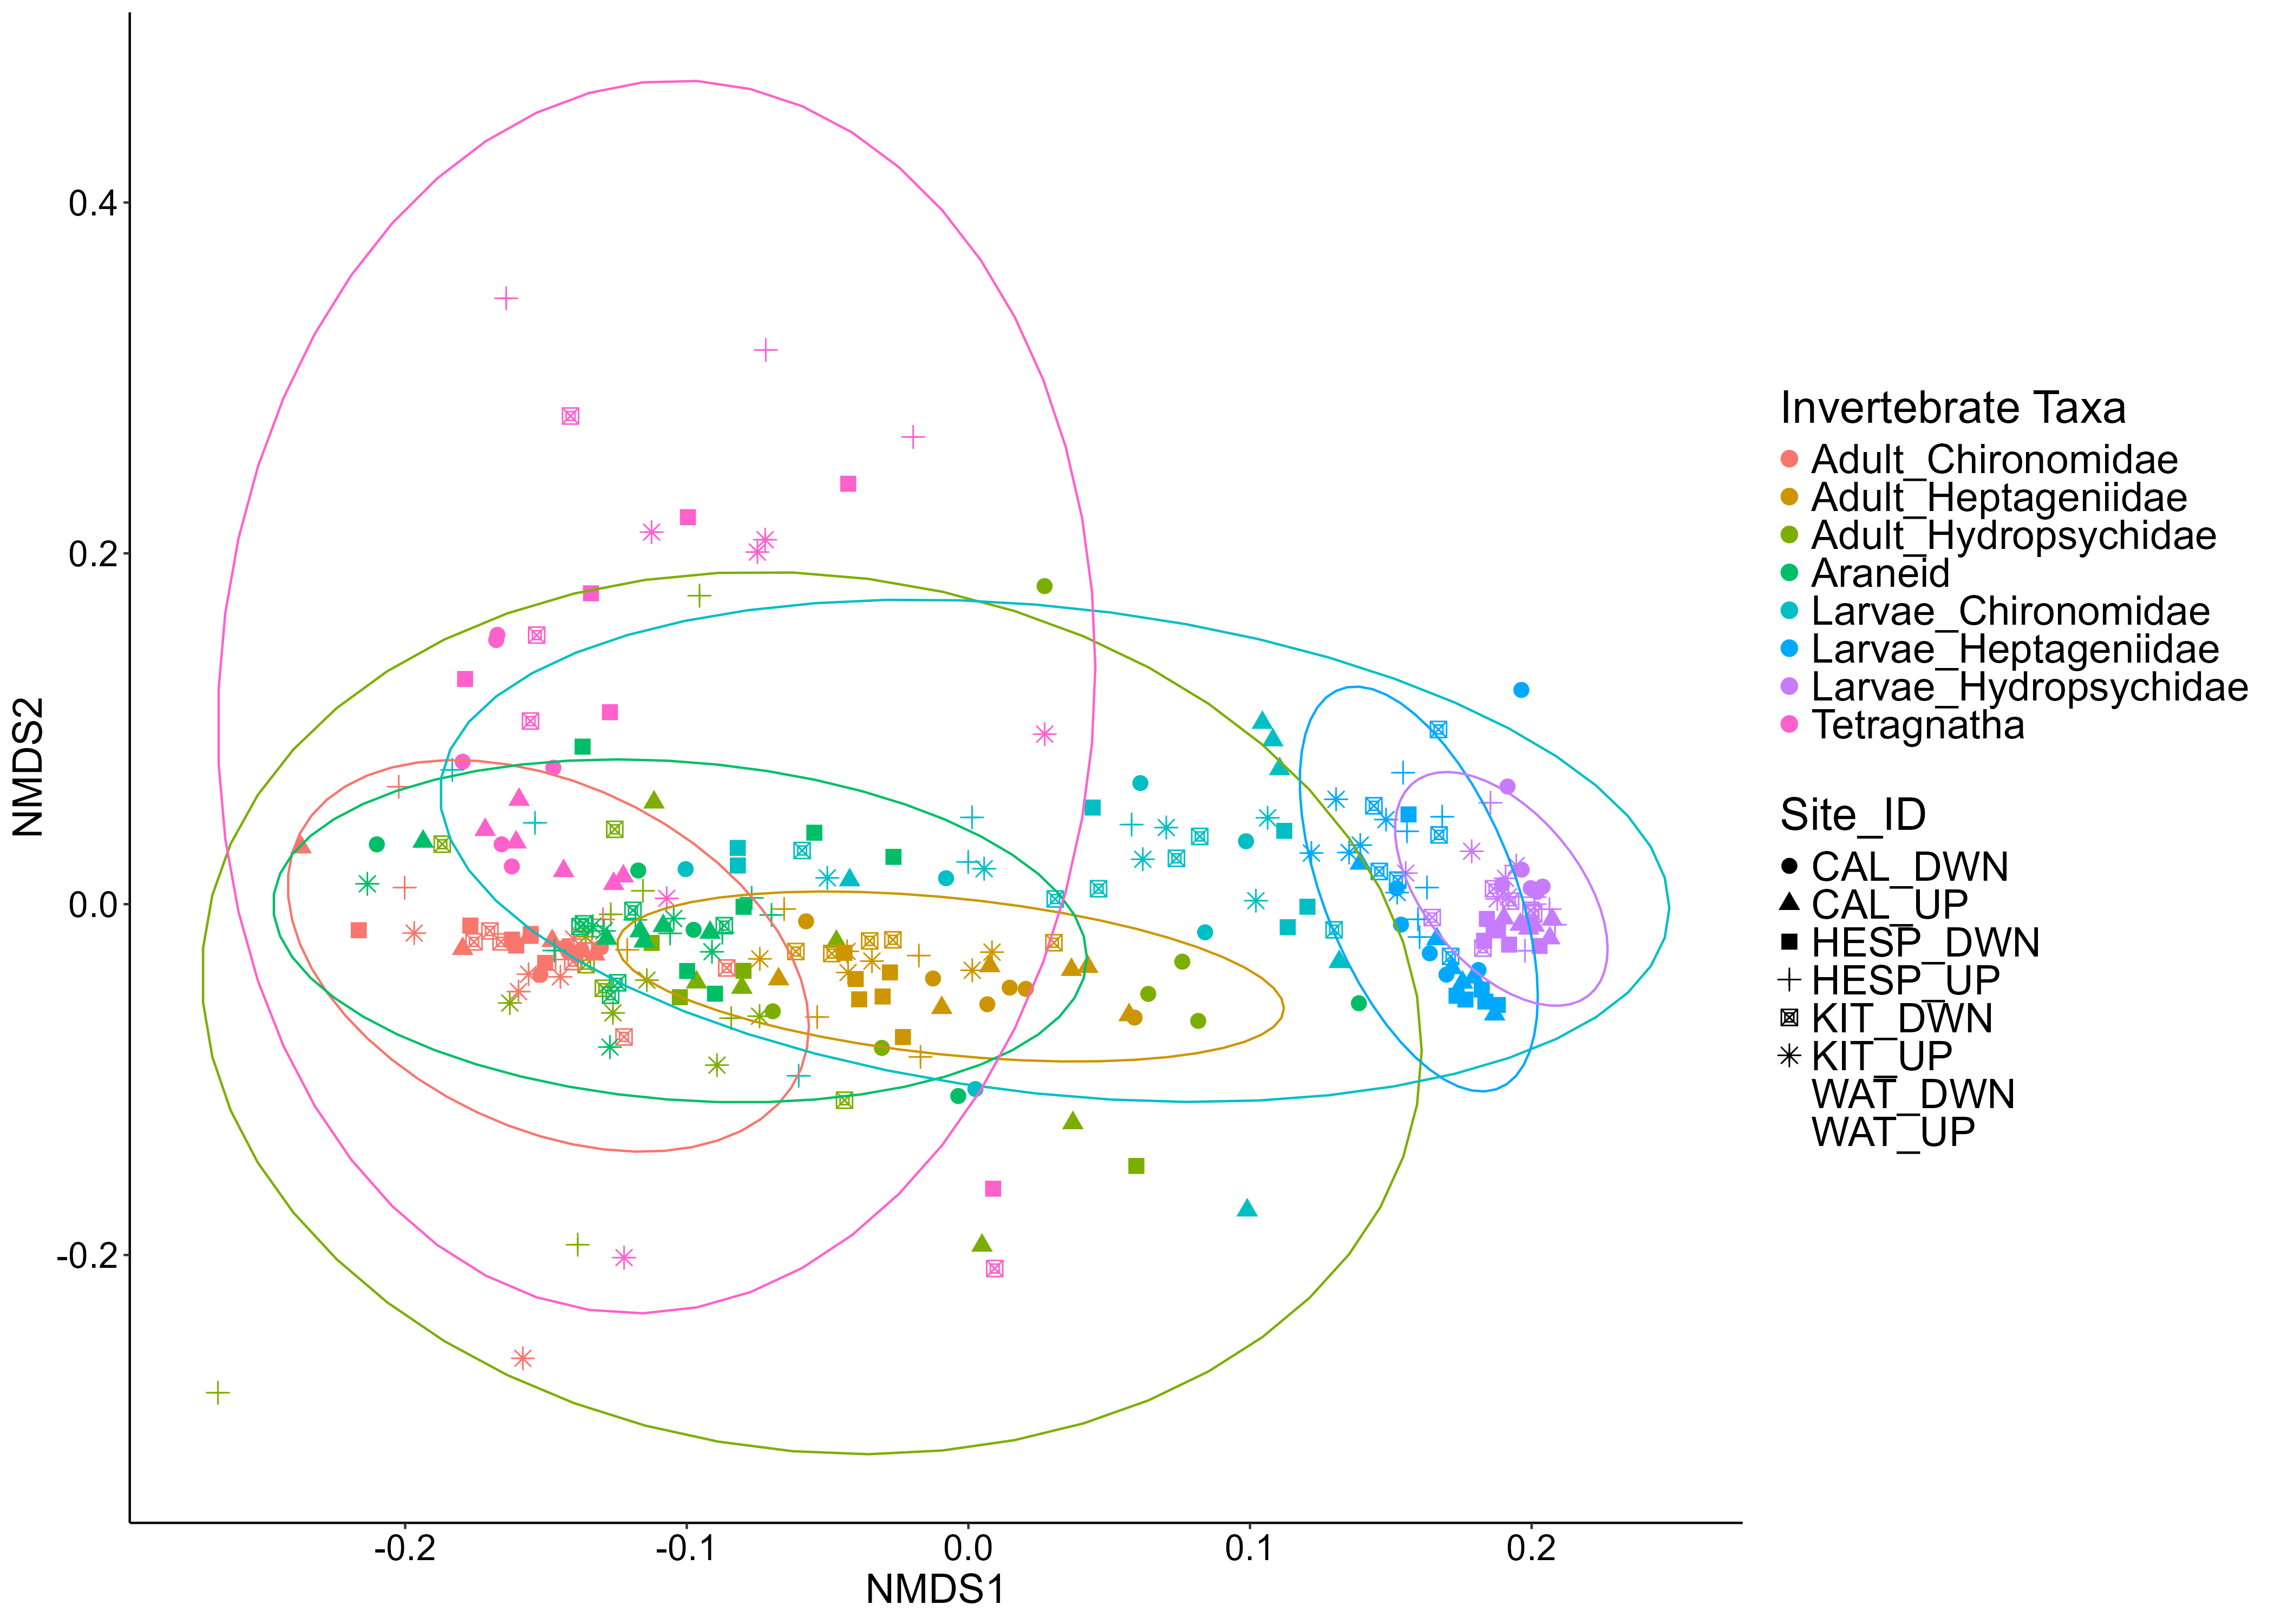 0.4
0.2
0.0
-0.2
NMDS2
-0.2
-0.1
0.0
0.1
0.2
NMDS1
Invertebrate Taxa
Adult_Chironomidae
Adult_Heptageniidae
Adult_Hydropsychidae
Araneid
Larvae_Chironomidae
Larvae_Heptageniidae
Larvae_Hydropsychidae
Tetragnatha
Site_ID
CAL_DWN
CAL_UP
HESP_DWN
HESP_UP
KIT_DWN
KIT_UP
WAT_DWN
WAT_UP